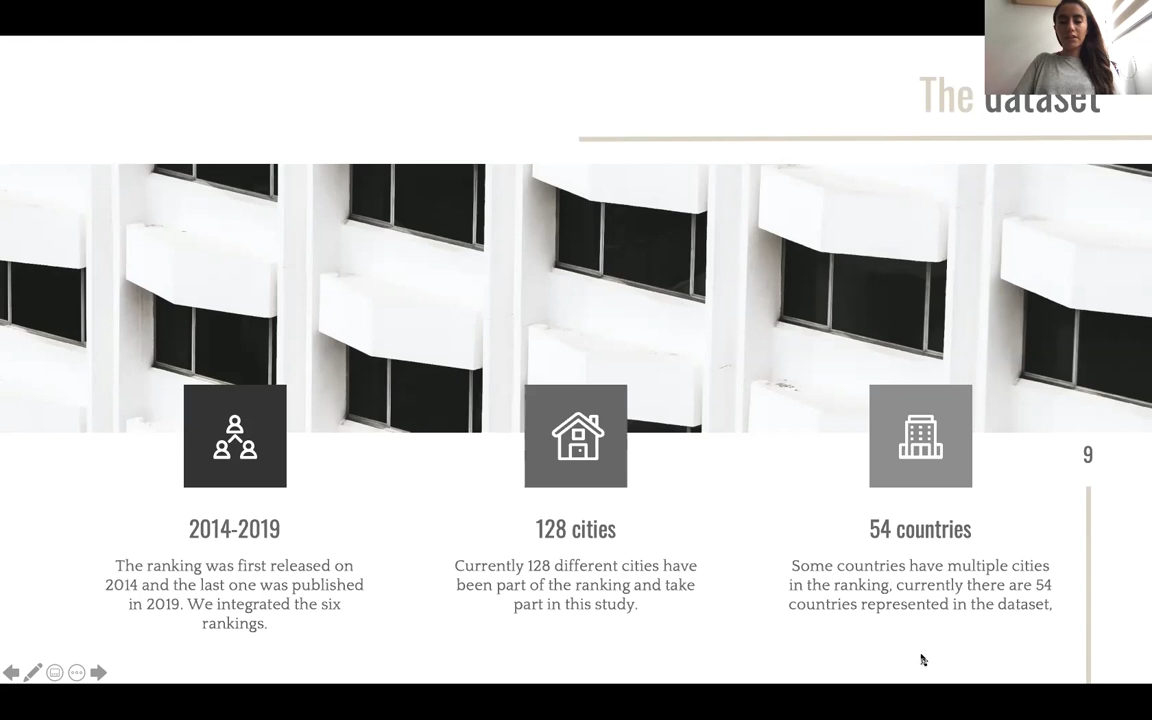 The dataset
9
2014-2019
The ranking was first released on
2014 and the last one was published
in 2019. We integrated the six
rankings.
128 cities
Currently 128 different cities have
been part of the ranking and take
part in this study.
54 countries
Some countries have multiple cities
in the ranking, currently there are 54
countries represented in the dataset,